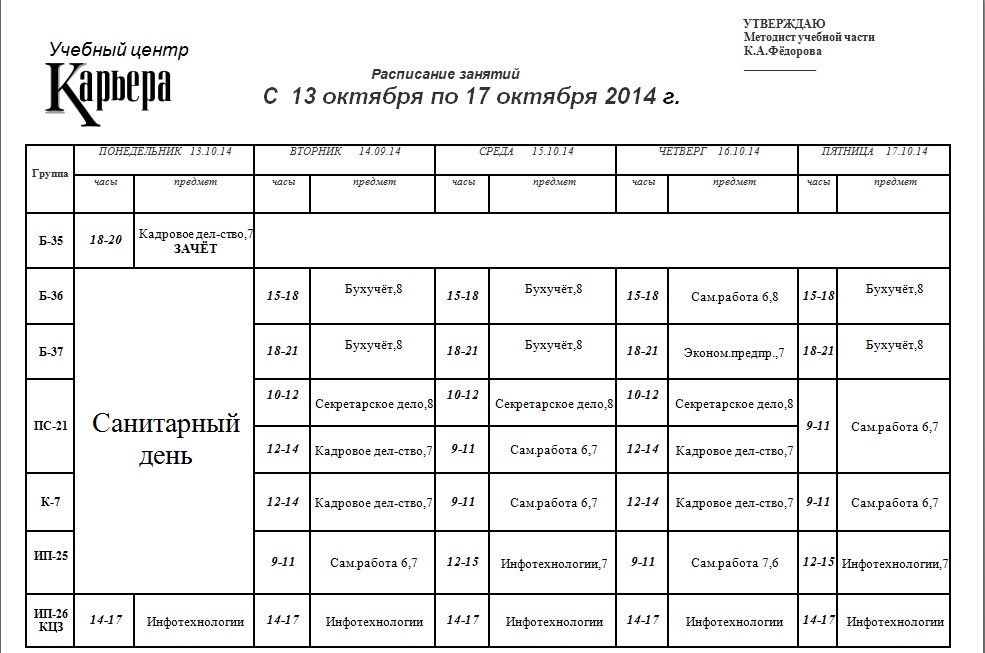 УТВЕРЖДАЮ
Методист учебной части
К.А.Фёдорова
Учебный центр
Карьера
Расписание занятий
С 13 октября по 17 октября 2014 г.
Группа ПОНЕДЕЛЬНИК 13.10.14 ВТОРНИК 14.09.14 СРЕДА 15.10.14 ЧЕТВЕРГ 16.10.14 ПЯТНИЦА 17.10.14
часы предмет часы предмет часы предмет часы предмет часы предмет
Б-35 18-20 Кадровое дел-ство,7
ЗАЧЁТ
Б-36 15-18 Бухучёт,8 15-18 Бухучёт,8 15-18 Сам.работа 6,8 15-18 Бухучёт,8
Б-37 18-21 Бухучёт,8 18-21 Бухучёт,8 18-21 Эконом.предпр.,7 18-21 Бухучёт,8
Санитарный
день
ПС-21 10-12 Секретарское дело,8 10-12 Секретарское дело,8 10-12 Секретарское дело,8 9-11 Сам.работа 6,7
12-14 Кадровое дел-ство,7 9-11 Сам.работа 6,7 12-14 Кадровое дел-ство,7
К-7 12-14 Кадровое дел-ство,7 9-11 Сам.работа 6,7 12-14 Кадровое дел-ство,7 9-11 Сам.работа 6,7
ИП-25 9-11 Сам.работа 6,7 12-15 Инфотехнологии,7 9-11 Сам.работа 7,6 12-15 Инфотехнологии,7
ИП-26
КЦЗ 14-17 Инфотехнологии 14-17 Инфотехнологии 14-17 Инфотехнологии 14-17 Инфотехнологии 14-17 Инфотехнологии